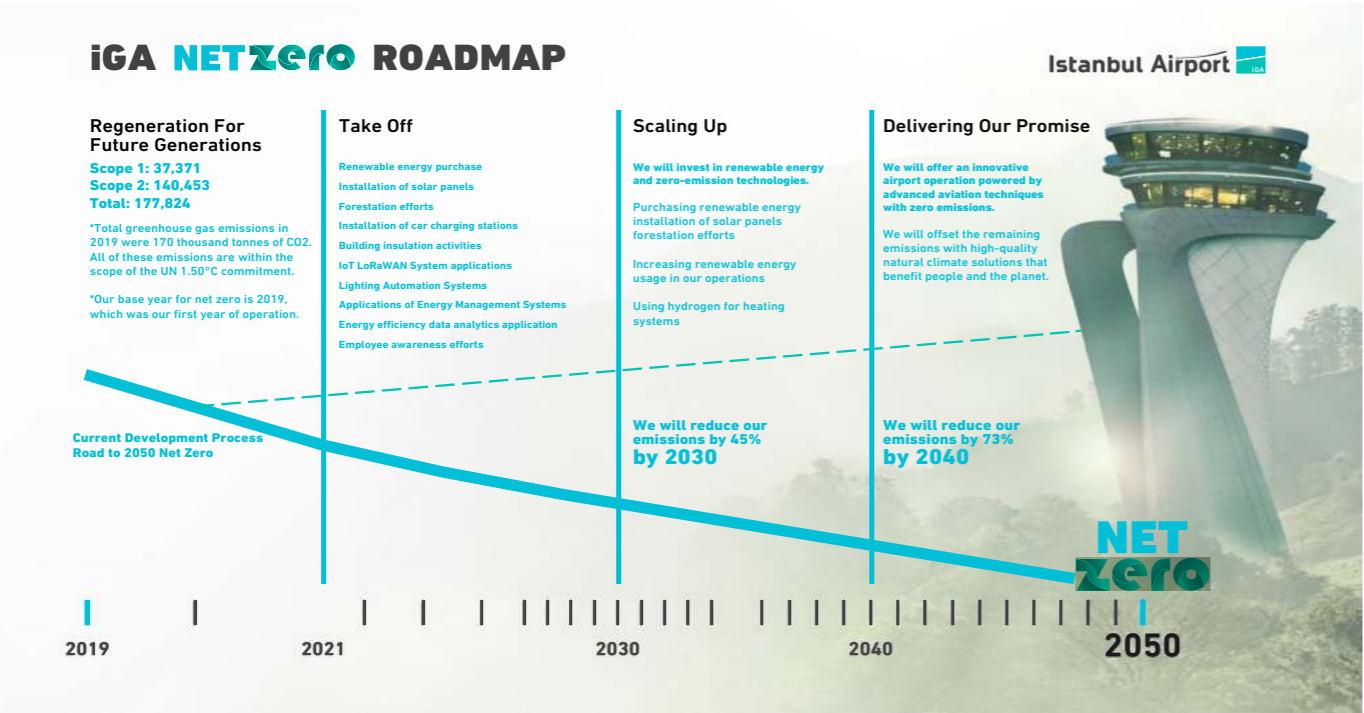 iGA NETZero ROADMAP
Istanbul Airport
iGA
Regeneration For
Future Generations
Scope 1: 37,371
Scope 2: 140,453
Total: 177,824
*Total greenhouse gas emissions in
2019 were 170 thousand tonnes of CO2.
All of these emissions are within the
scope of the UN 1.50°C commitment.
*Our base year for net zero is 2019,
which was our first year of operation.
Take Off
Renewable energy purchase
Installation of solar panels
Forestation efforts
Installation of car charging stations
Building insulation activities
IoT LoRaWAN System applications
Lighting Automation Systems
Applications of Energy Management Systems
Energy efficiency data analytics application
Employee awareness efforts
Scaling Up
We will invest in renewable energy
and zero-emission technologies.
Purchasing renewable energy
installation of solar panels
forestation efforts
Increasing renewable energy
usage in our operations
Using hydrogen for heating
systems
Delivering Our Promise
We will offer an innovative
airport operation powered by
advanced aviation techniques
with zero emissions.
We will offset the remaining
emissions with high-quality
natural climate solutions that
benefit people and the planet.
Current Development Process
Road to 2050 Net Zero
We will reduce our
emissions by 45%
by 2030
We will reduce our
emissions by 73%
by 2040
NET
Zero
2019
2021
2030
2040
2050